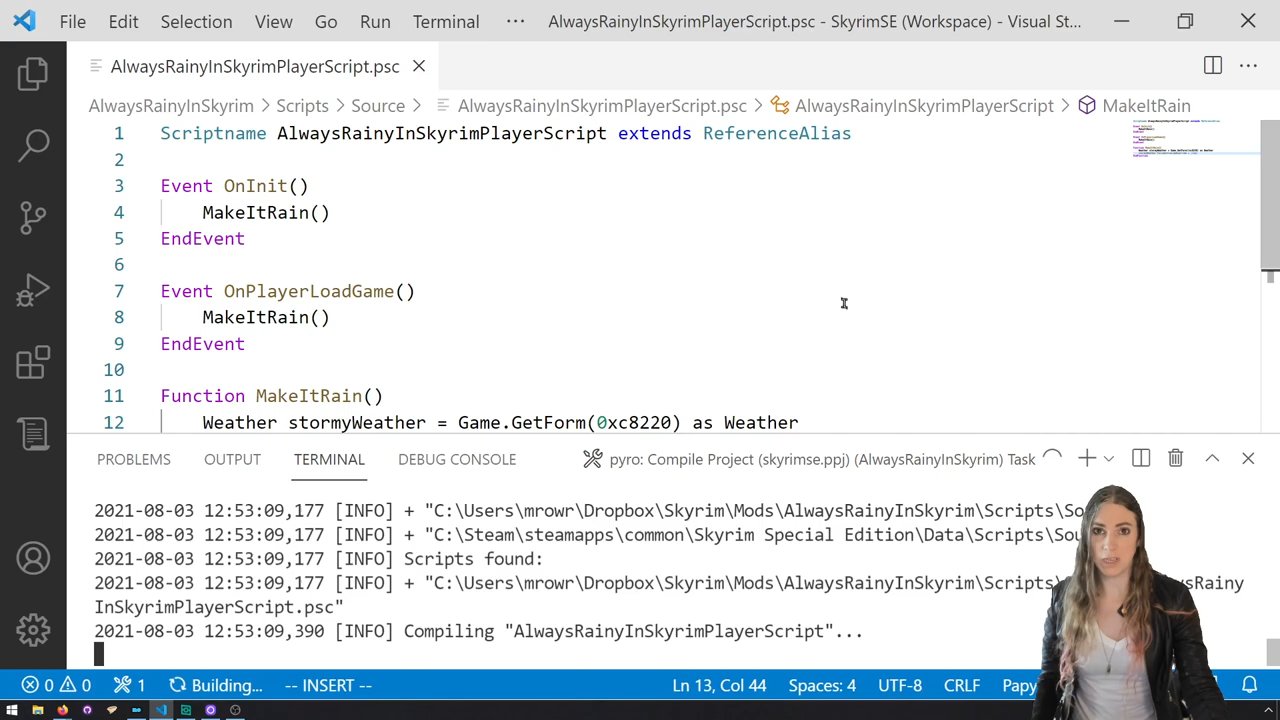 File Edit Selection View Go Run Terminal ··· AlwaysRainyInSkyrimPlayerScript.psc - SkyrimSE (Workspace) - Visual St...
AlwaysRainyInSkyrimPlayerScript.psc
AlwaysRainyInSkyrim > Scripts > Source > AlwaysRainyInSkyrimPlayerScript.psc > AlwaysRainyInSkyrimPlayerScript > MakeItRain
1 Scriptname AlwaysRainyInSkyrimPlayerScript extends ReferenceAlias
2
3 Event OnInit()
4 MakeItRain()
5 EndEvent
6
7 Event OnPlayerLoadGame()
8 MakeItRain()
9 EndEvent
10
11 Function MakeItRain()
12 Weather stormyWeather = Game.GetForm(0xc8220) as Weather
PROBLEMS OUTPUT TERMINAL DEBUG CONSOLE pyro: Compile Project (skyrimse.ppj) (AlwaysRainyInSkyrim) Task
2021-08-03 12:53:09,177 [INFO] + "C:\Users\mrowr\Dropbox\Skyrim\Mods\AlwaysRainyInSkyrim\Scripts\So
2021-08-03 12:53:09,177 [INFO] + "C:\Steam\steamapps\common\Skyrim Special Edition\Data\Scripts\Sou
2021-08-03 12:53:09,177 [INFO] Scripts found:
2021-08-03 12:53:09,177 [INFO] + "C:\Users\mrowr\Dropbox\Skyrim\Mods\AlwaysRainyInSkyrim\Scripts ysRainy
InSkyrimPlayerScript.psc"
2021-08-03 12:53:09,390 [INFO] Compiling "AlwaysRainyInSkyrimPlayerScript"...
0 0 1 Building... -- INSERT -- Ln 13, Col 44 Spaces: 4 UTF-8 CRLF Papy